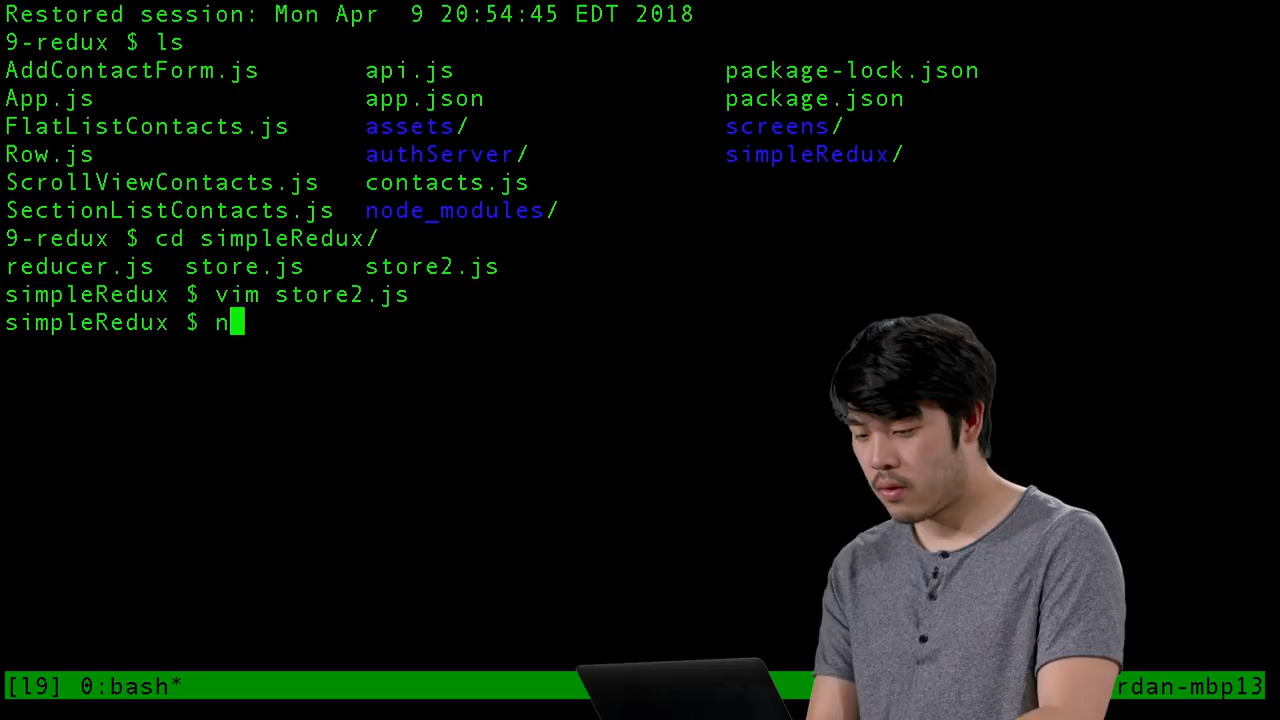 Restored session: Mon Apr  9 20:54:45 EDT 2018
9-redux $ ls
AddContactForm.js       api.js                  package-lock.json
App.js                  app.json                package.json
FlatListContacts.js     assets/                 screens/
Row.js                  authServer/             simpleRedux/
ScrollViewContacts.js   contacts.js
SectionListContacts.js  node_modules/
9-redux $ cd simpleRedux/
reducer.js  store.js    store2.js
simpleRedux $ vim store2.js
simpleRedux $ n
[l9] 0:bash* rdan-mbp13